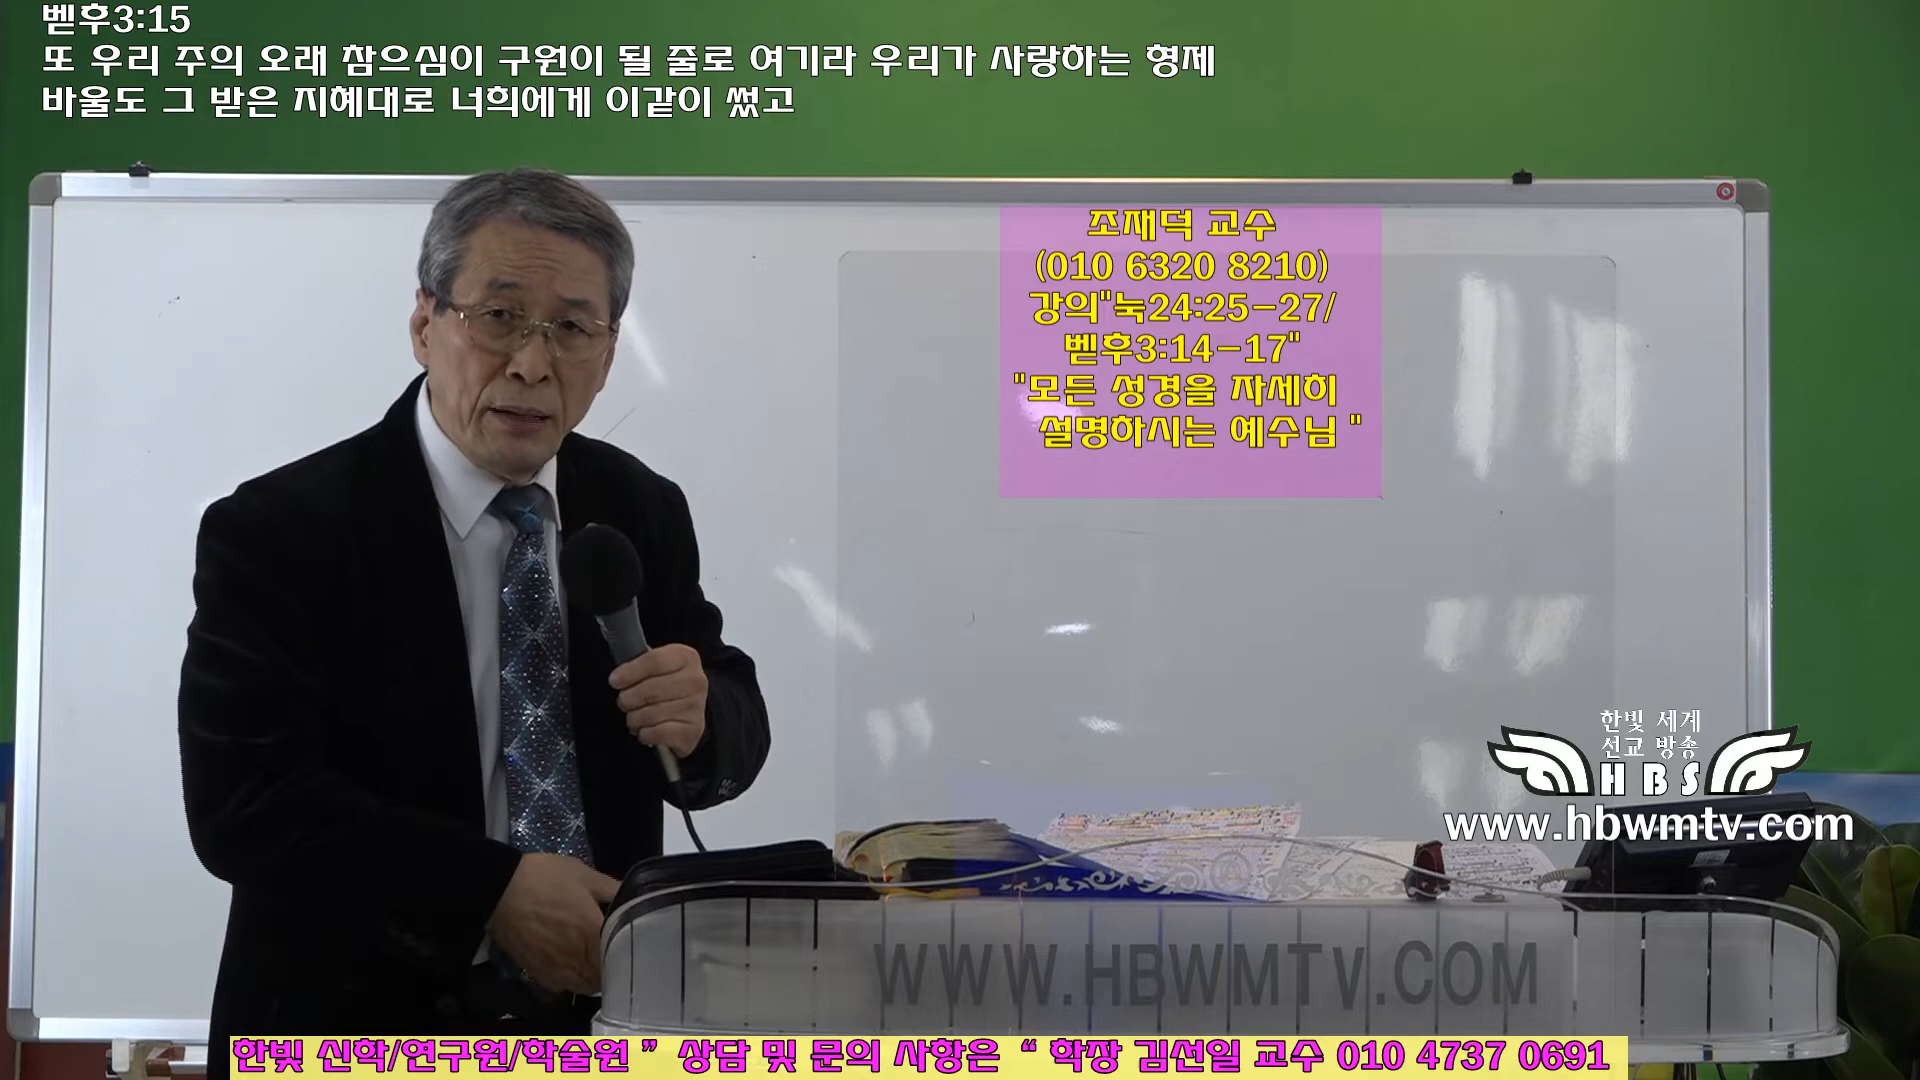 벧후3:15
또 우리 주의 오래 참으심이 구원이 될 줄로 여기라 우리가 사랑하는 형제
바울도 그 받은 지혜대로 너희에게 이같이 썼고
조재덕 교수
(010 6320 8210)
강의"눅24:25-27/
벧후3:14-17"
"모든 성경을 자세히
설명하시는 예수님 "
한빛 세계
선교 방송
HBS
www.hbwmtv.com
WWW.HBWMTV.COM
한빛 신학/연구원/학술원 ” 상담 및 문의 사항은 “ 학장 김선일 교수 010 4737 0691